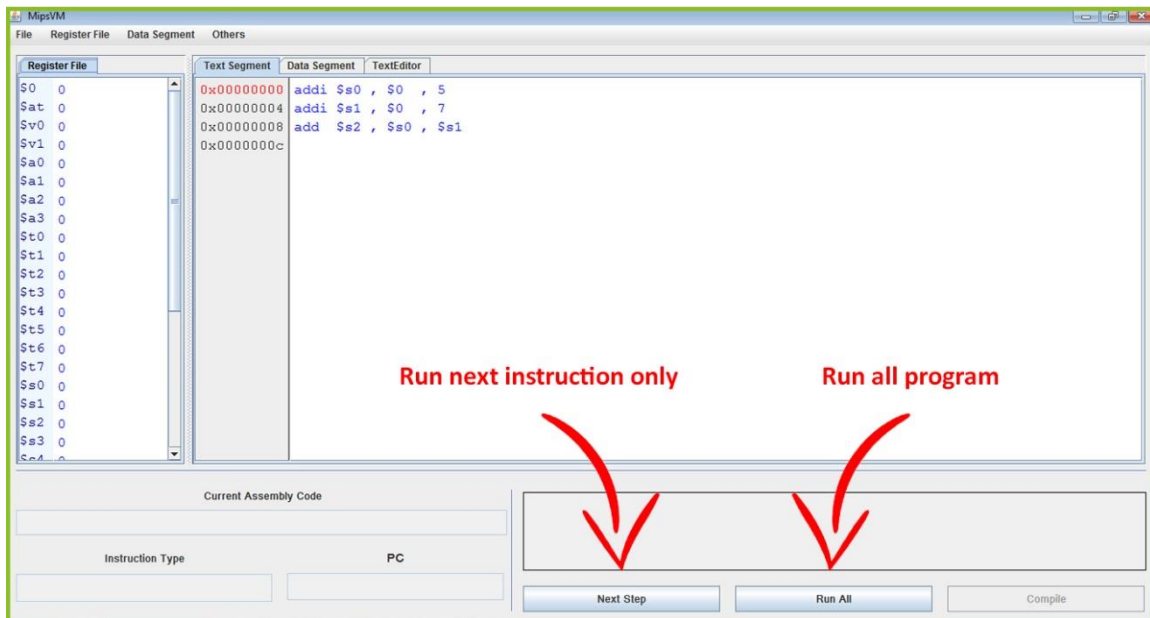 MipsVM
File Register File Data Segment Others
Register File
Text Segment Data Segment TextEditor
$0 0
$at 0
$v0 0
$v1 0
$a0 0
$a1 0
$a2 0
$a3 0
$t0 0
$t1 0
$t2 0
$t3 0
$t4 0
$t5 0
$t6 0
$t7 0
$s0 0
$s1 0
$s2 0
$s3 0
$s4 0
0x00000000 addi $s0 , $0 , 5
0x00000004 addi $s1 , $0 , 7
0x00000008 add $s2 , $s0 , $s1
0x0000000c
Run next instruction only
Run all program
Current Assembly Code
Instruction Type
PC
Next Step
Run All
Compile